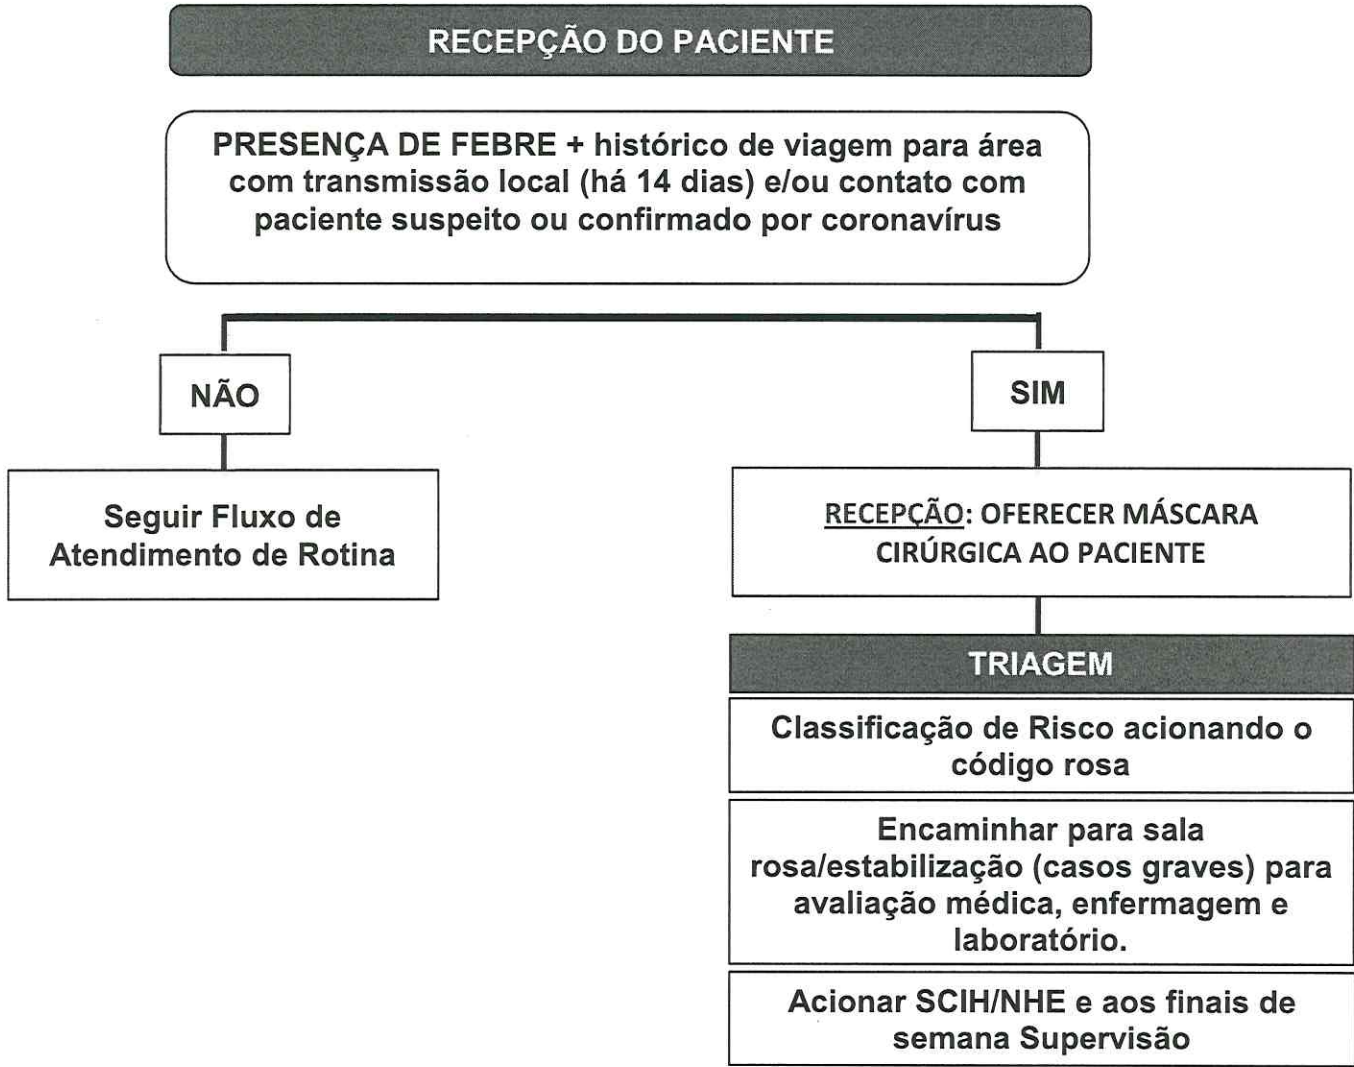 RECEPÇÃO DO PACIENTE
PRESENÇA DE FEBRE + histórico de viagem para área
com transmissão local (há 14 dias) e/ou contato com
paciente suspeito ou confirmado por coronavírus
NÃO
SIM
Seguir Fluxo de
Atendimento de Rotina
RECEPÇÃO: OFERECER MÁSCARA
CIRÚRGICA AO PACIENTE
TRIAGEM
Classificação de Risco acionando o
código rosa
Encaminhar para sala
rosa/estabilização (casos graves) para
avaliação médica, enfermagem e
laboratório.
Acionar SCIH/NHE e aos finais de
semana Supervisão